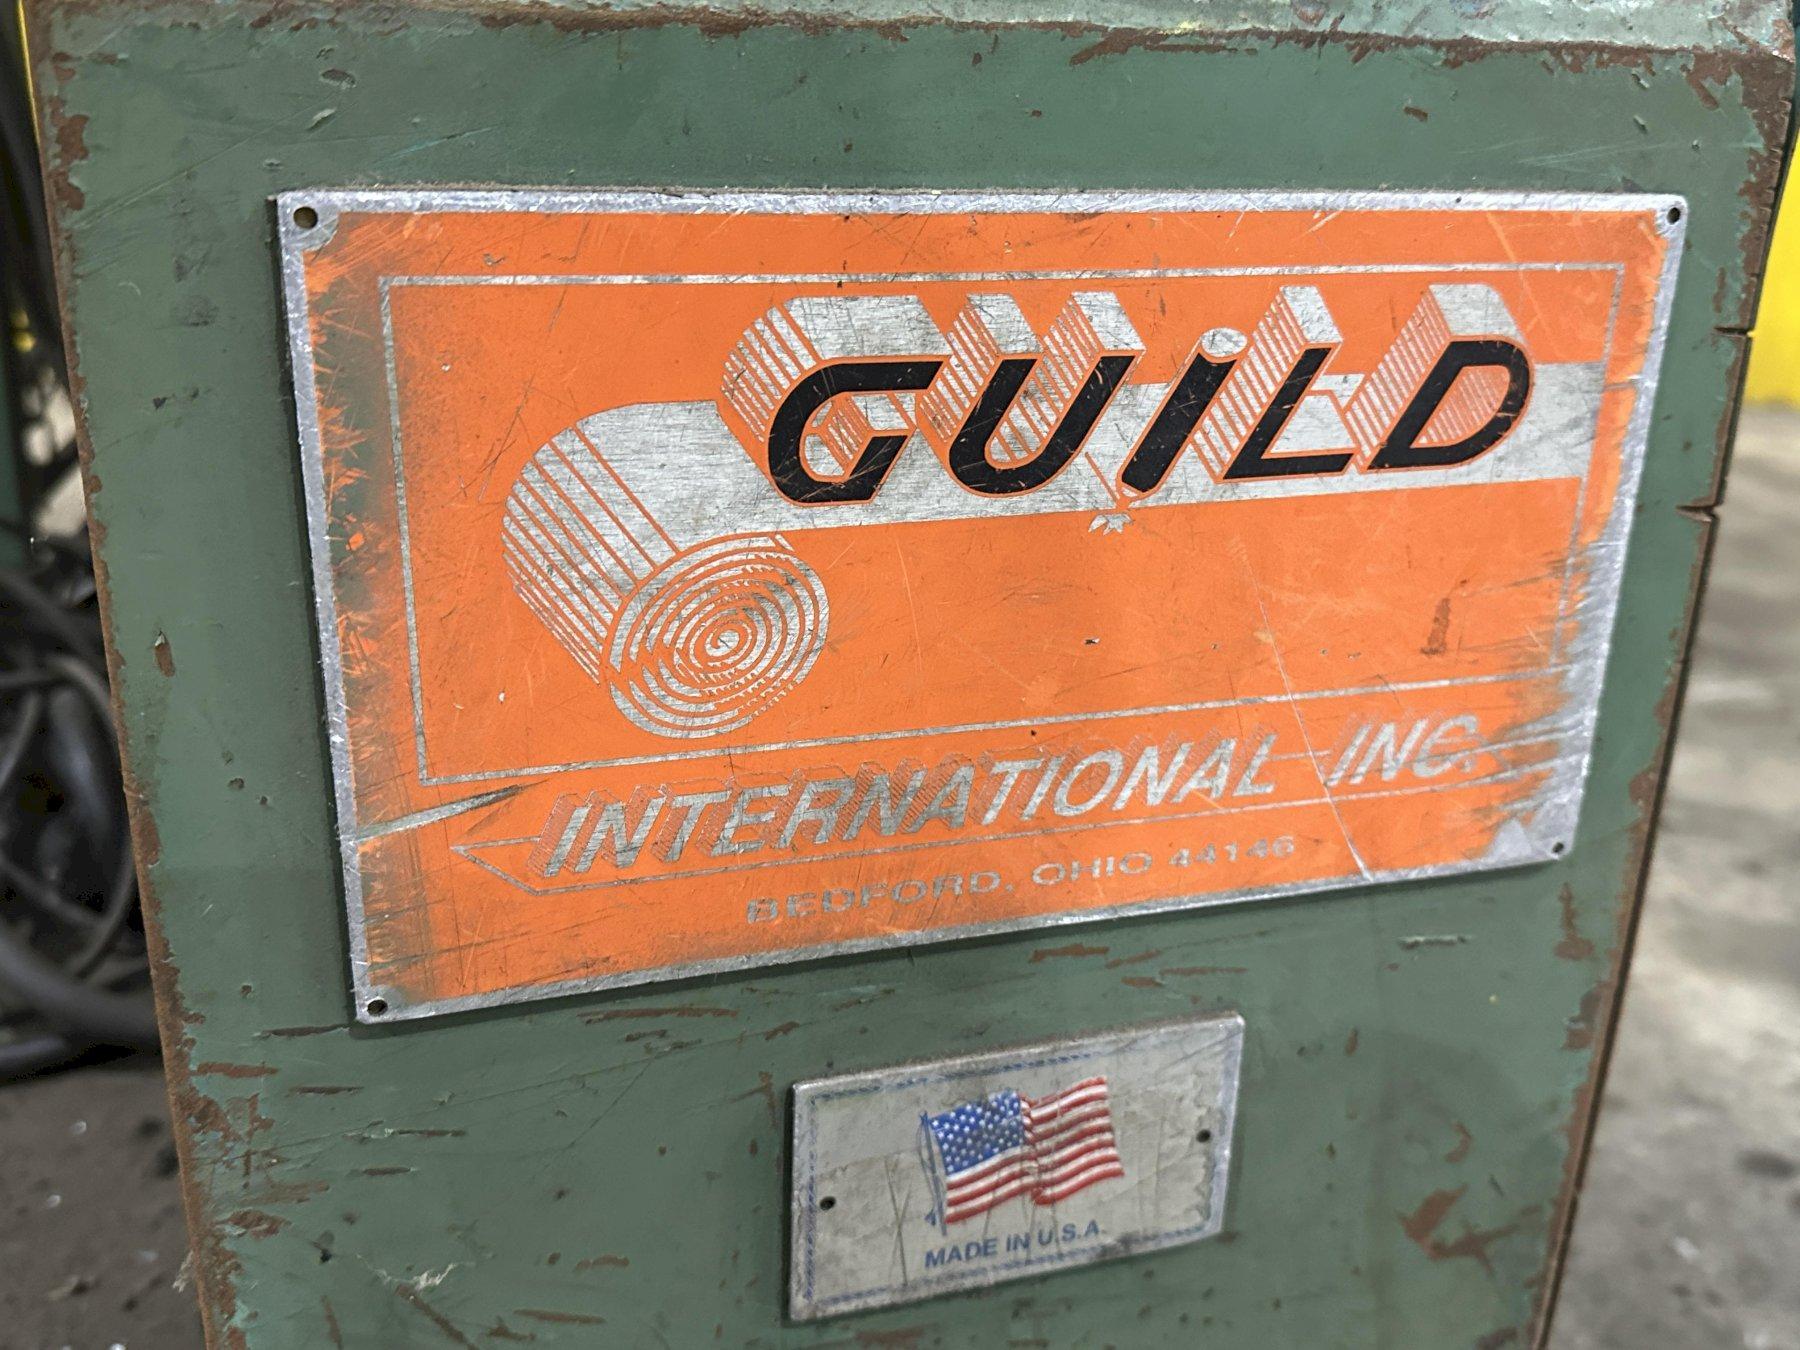 GUiLD
INTERNATIONAL INC.
BEDFORD, OHIO 44146
MADE IN U.S.A.